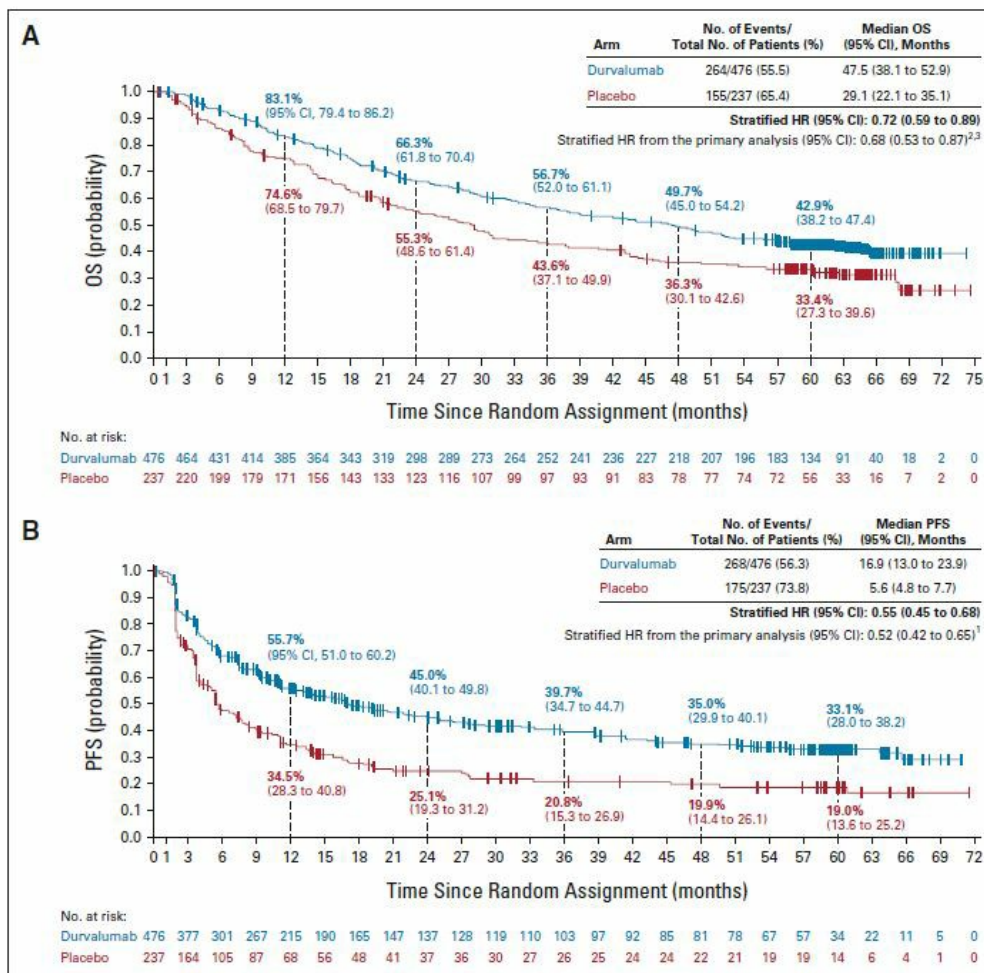 A
No. of Events/ Median OS
Arm Total No. of Patients (%) (95% CI), Months
Durvalumab 264/476 (55.5) 47.5 (38.1 to 52.9)
Placebo 155/237 (65.4) 29.1 (22.1 to 35.1)
Stratified HR (95% CI): 0.72 (0.59 to 0.89)
Stratified HR from the primary analysis (95% CI): 0.68 (0.53 to 0.87)2,3
OS (probability)
1.0
0.9
0.8
0.7
0.6
0.5
0.4
0.3
0.2
0.1
0.0
83.1%
(95% CI, 79.4 to 86.2)
66.3%
(61.8 to 70.4)
56.7%
(52.0 to 61.1)
49.7%
(45.0 to 54.2)
42.9%
(38.2 to 47.4)
74.6%
(68.5 to 79.7)
55.3%
(48.6 to 61.4)
43.6%
(37.1 to 49.9)
36.3%
(30.1 to 42.6)
33.4%
(27.3 to 39.6)
0 1 3 6 9 12 15 18 21 24 27 30 33 36 39 42 45 48 51 54 57 60 63 66 69 72 75
Time Since Random Assignment (months)
No. at risk:
Durvalumab 476 464 431 414 385 364 343 319 298 289 273 264 252 241 236 227 218 207 196 183 134 91 40 18 2 0
Placebo 237 220 199 179 171 156 143 133 123 116 107 99 97 93 91 83 78 77 74 72 56 33 16 7 2 0
B
No. of Events/ Median PFS
Arm Total No. of Patients (%) (95% CI), Months
Durvalumab 268/476 (56.3) 16.9 (13.0 to 23.9)
Placebo 175/237 (73.8) 5.6 (4.8 to 7.7)
Stratified HR (95% CI): 0.55 (0.45 to 0.68)
Stratified HR from the primary analysis (95% CI): 0.52 (0.42 to 0.65)1
PFS (probability)
1.0
0.9
0.8
0.7
0.6
0.5
0.4
0.3
0.2
0.1
0.0
55.7%
(95% CI, 51.0 to 60.2)
45.0%
(40.1 to 49.8)
39.7%
(34.7 to 44.7)
35.0%
(29.9 to 40.1)
33.1%
(28.0 to 38.2)
34.5%
(28.3 to 40.8)
25.1%
(19.3 to 31.2)
20.8%
(15.3 to 26.9)
19.9%
(14.4 to 26.1)
19.0%
(13.6 to 25.2)
0 1 3 6 9 12 15 18 21 24 27 30 33 36 39 42 45 48 51 54 57 60 63 66 69 72
Time Since Random Assignment (months)
No. at risk:
Durvalumab 476 377 301 267 215 190 165 147 137 128 119 110 103 97 92 85 81 78 67 57 34 22 11 5 0
Placebo 237 164 105 87 68 56 48 41 37 36 30 27 26 25 24 24 22 21 19 19 14 6 4 1 0